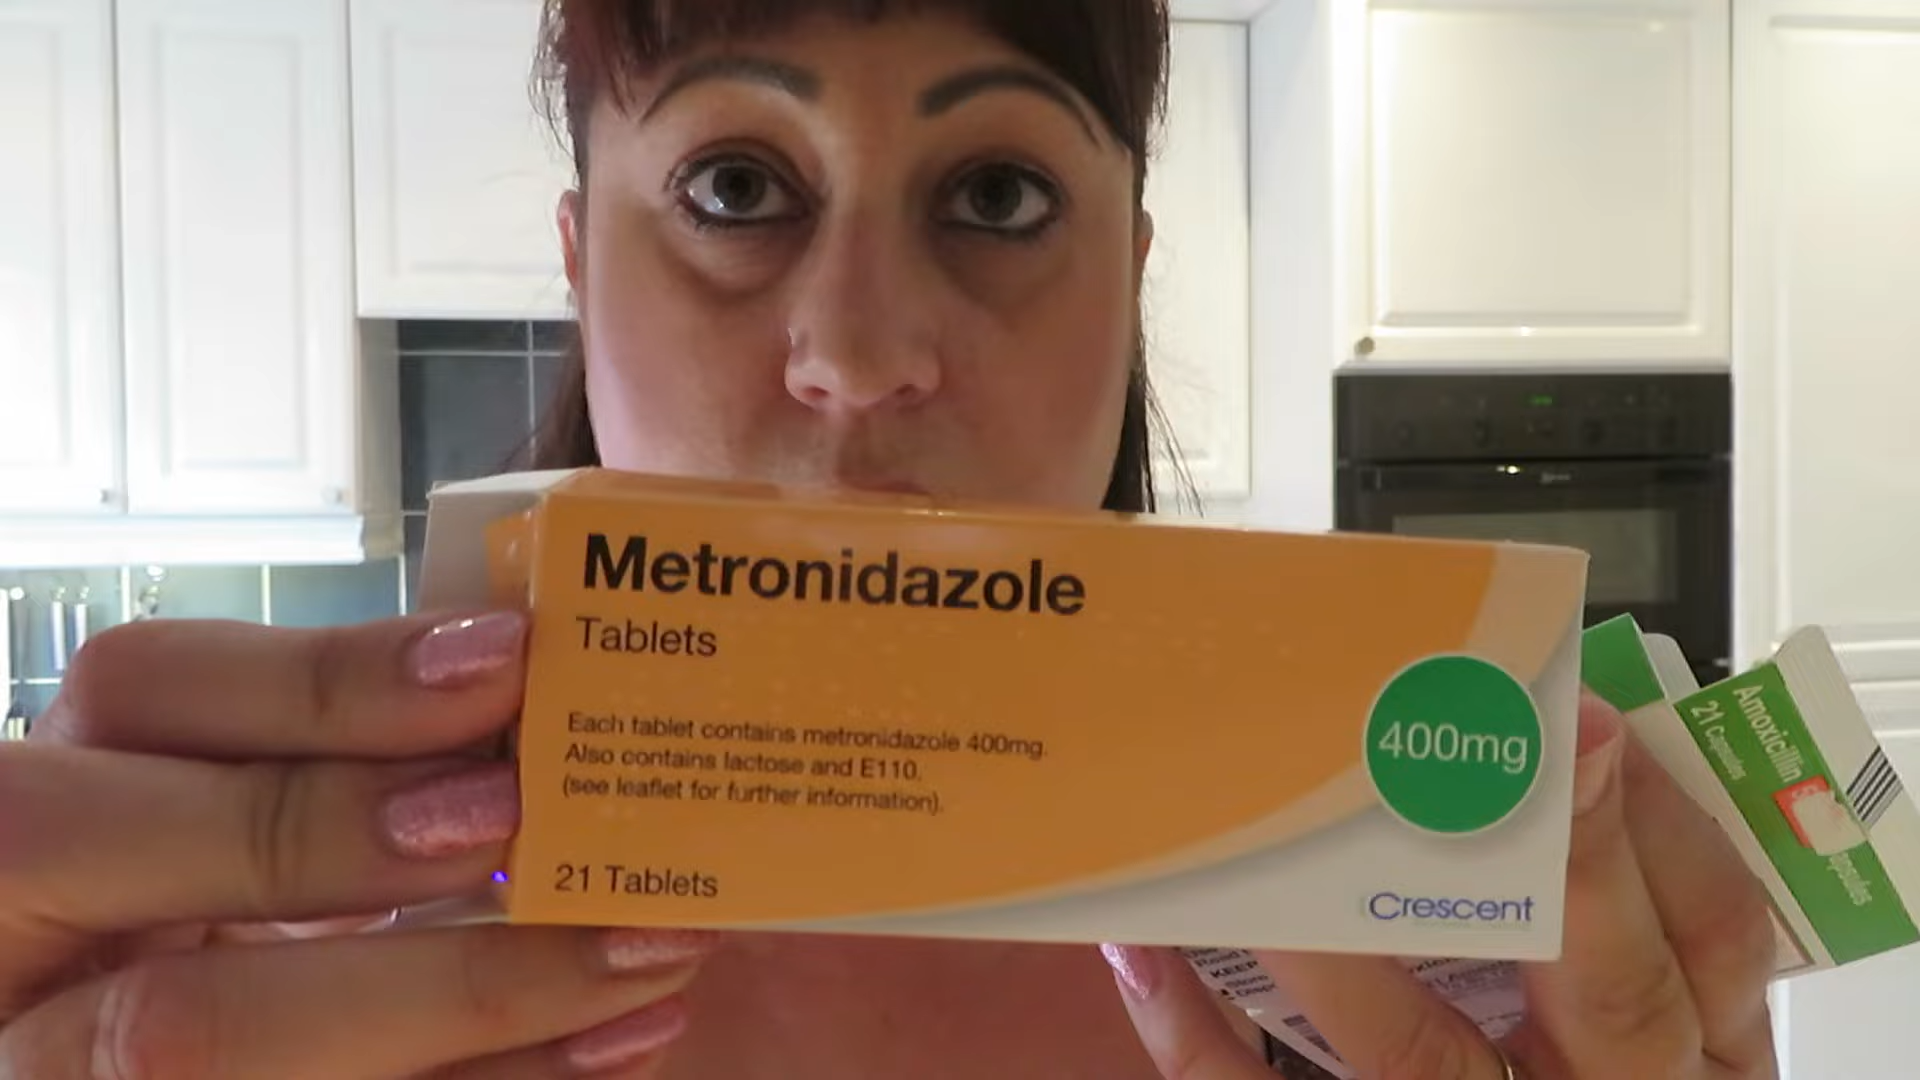 Metronidazole
Tablets
Each tablet contains metronidazole 400mg.
Also contains lactose and E110.
(see leaflet for further information).
21 Tablets
400mg
Crescent
Amoxicillin
21 Capsules
KEEP